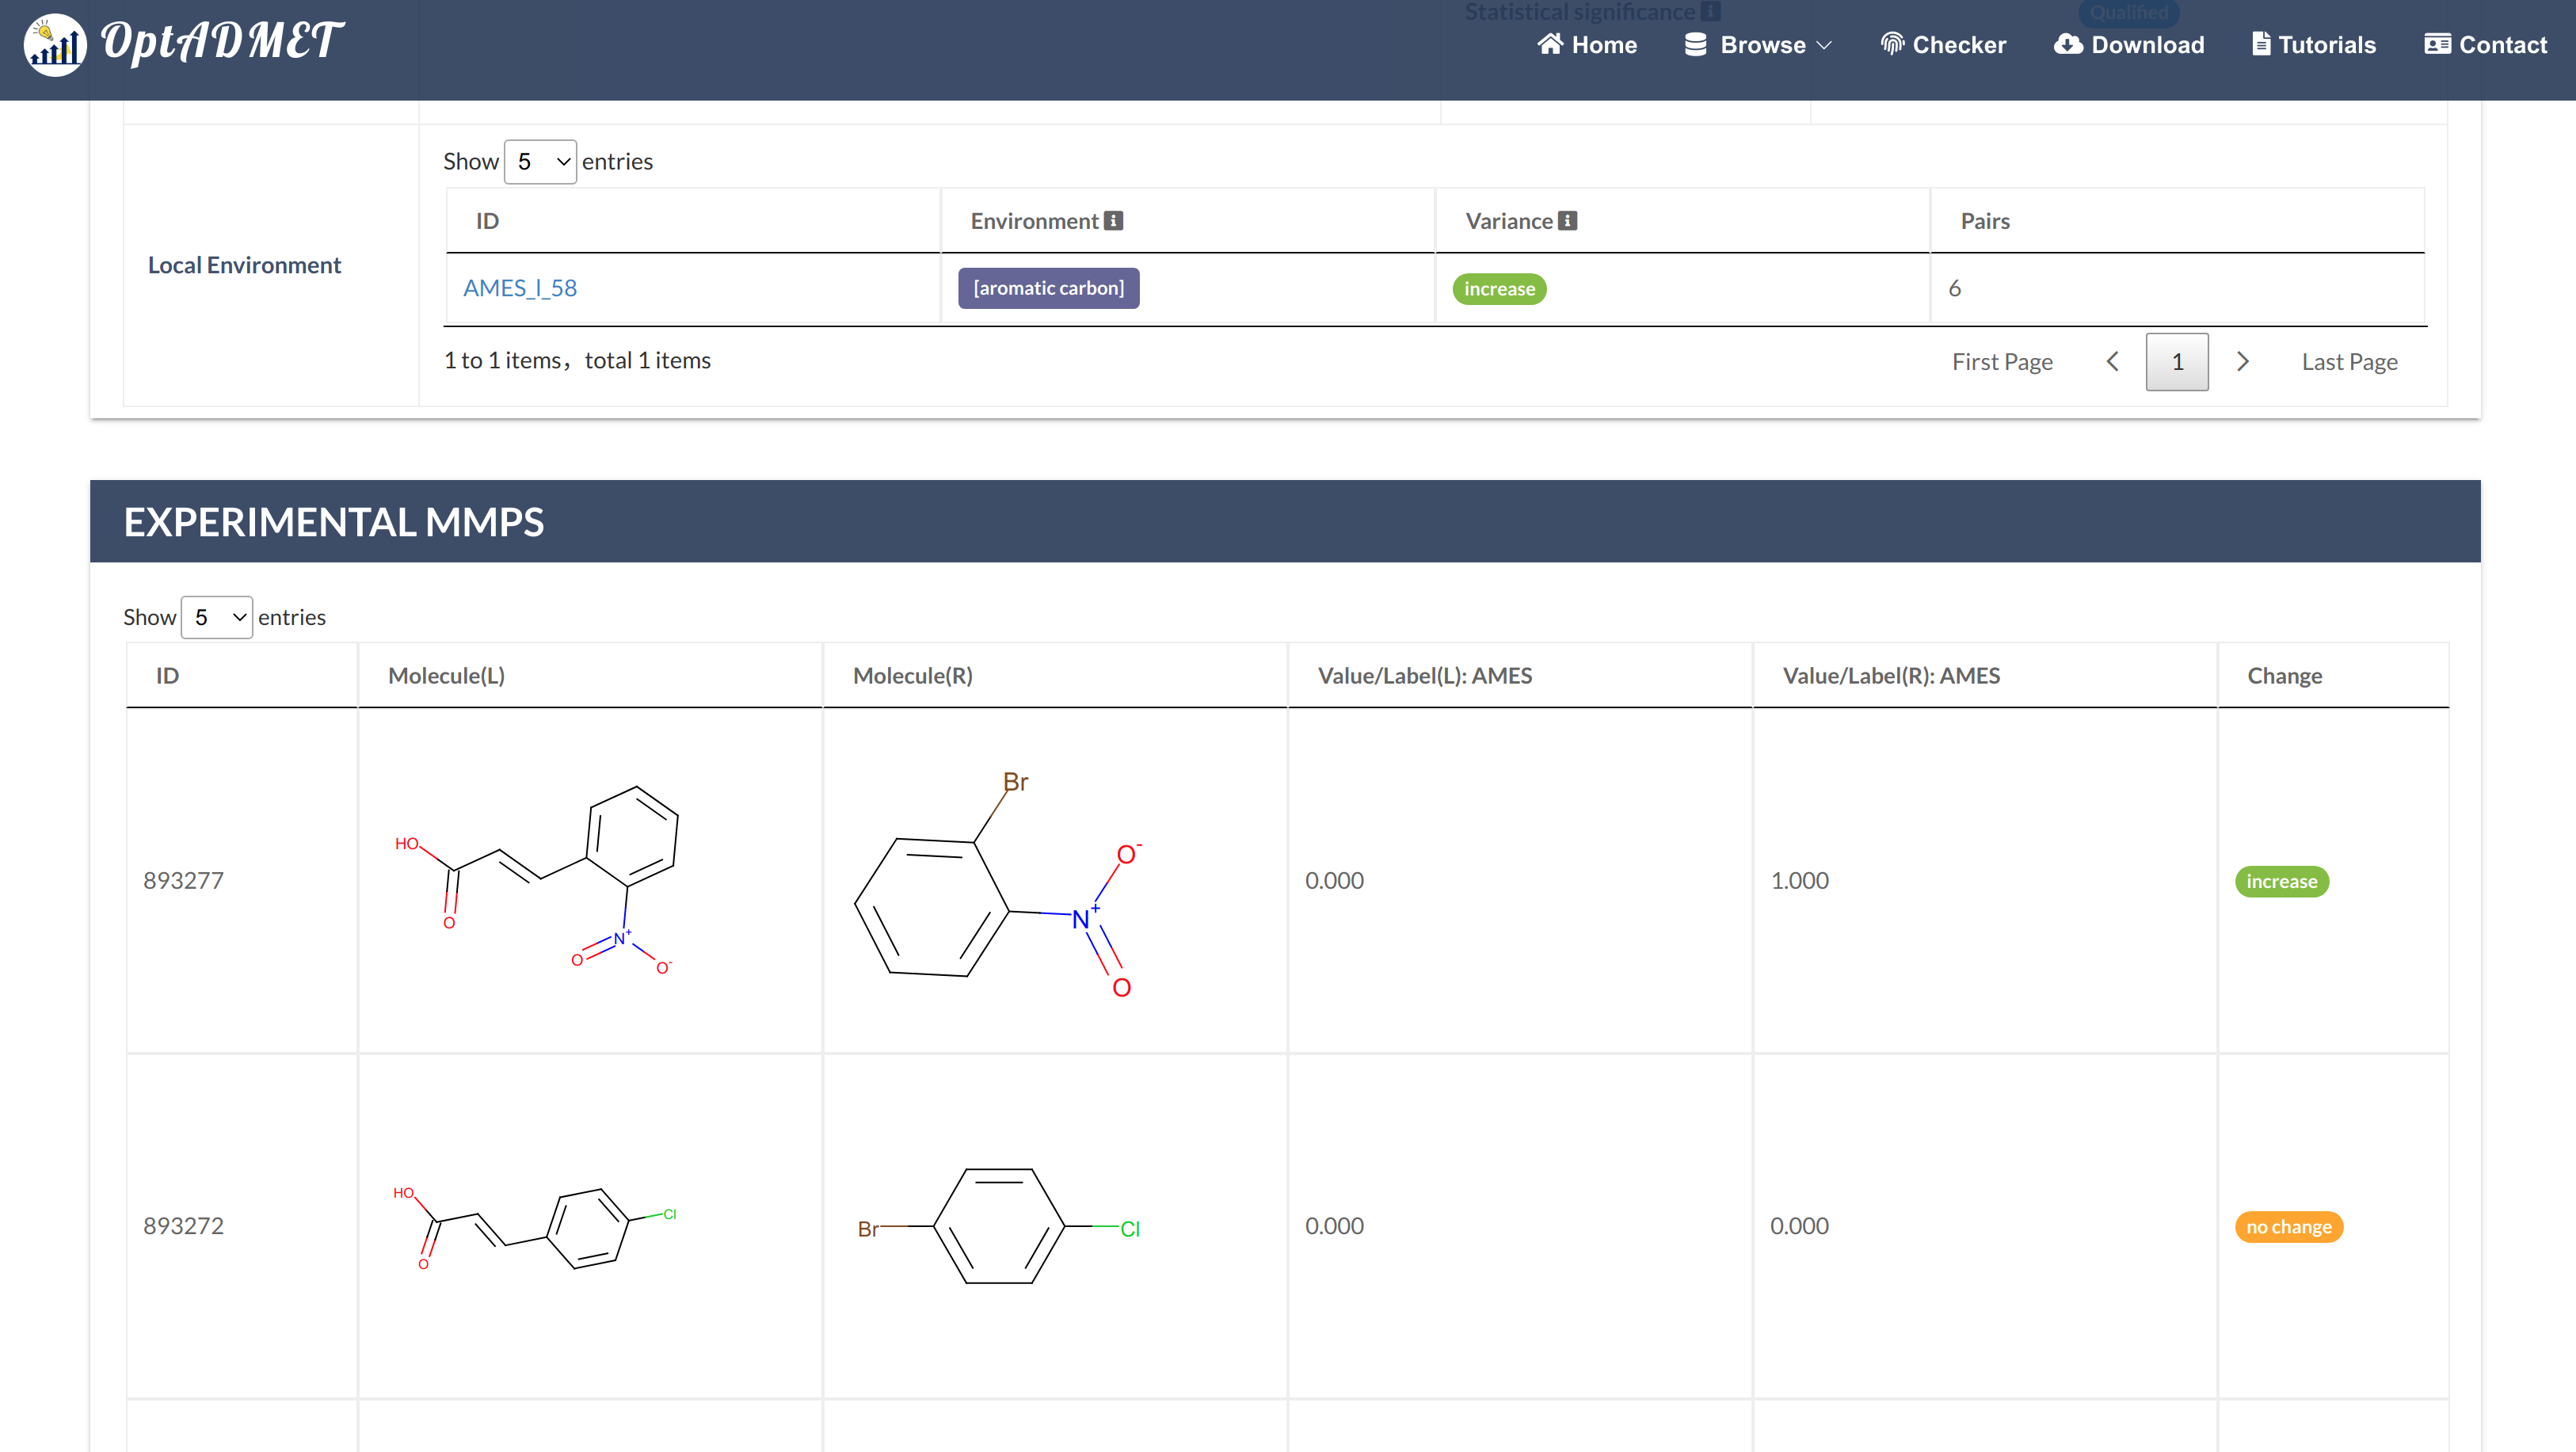 OptADMET
Statistical significance
Qualified
Home Browse Checker Download Tutorials Contact
Show 5 entries
ID Environment Variance Pairs
Local Environment
AMES_l_58 [aromatic carbon] increase 6
1 to 1 items，total 1 items
First Page 1 Last Page
EXPERIMENTAL MMPS
Show 5 entries
ID Molecule(L) Molecule(R) Value/Label(L): AMES Value/Label(R): AMES Change
893277 0.000 1.000 increase
HO
O
N+
O
O-
Br
O-
N+
O
893272 0.000 0.000 no change
HO
O
Cl
Br
Cl